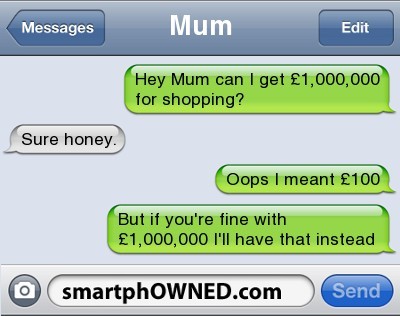 Messages
Mum
Edit
Hey Mum can I get £1,000,000
for shopping?
Sure honey.
Oops I meant £100
But if you're fine with
£1,000,000 I'll have that instead
smartphOWNED.com
Send